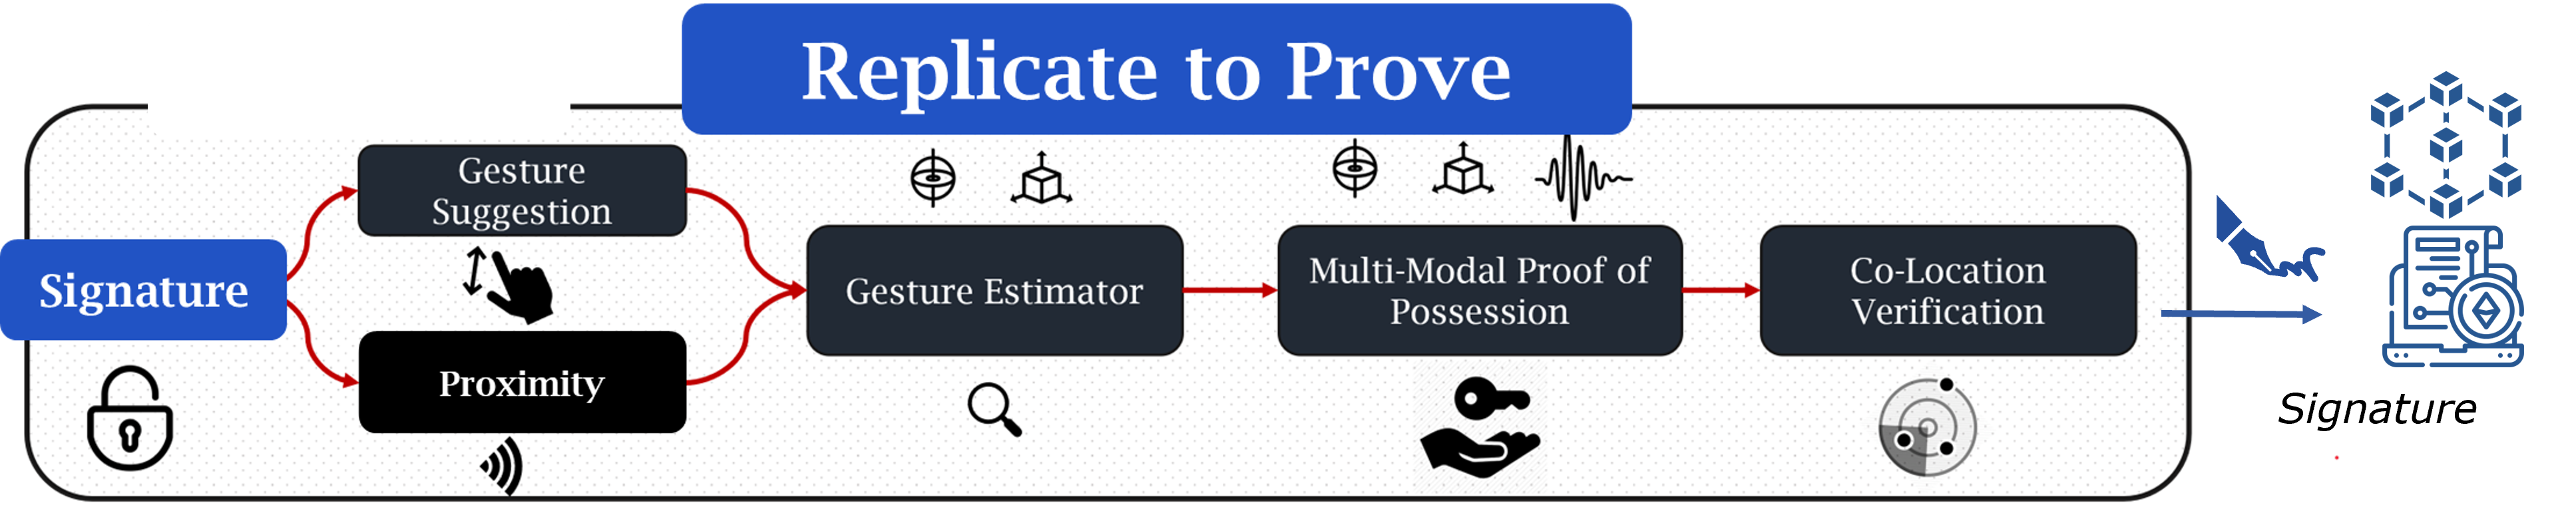 Replicate to Prove
Signature
Gesture
Suggestion
Proximity
Gesture Estimator
Multi-Modal Proof of
Possession
Co-Location
Verification
Signature